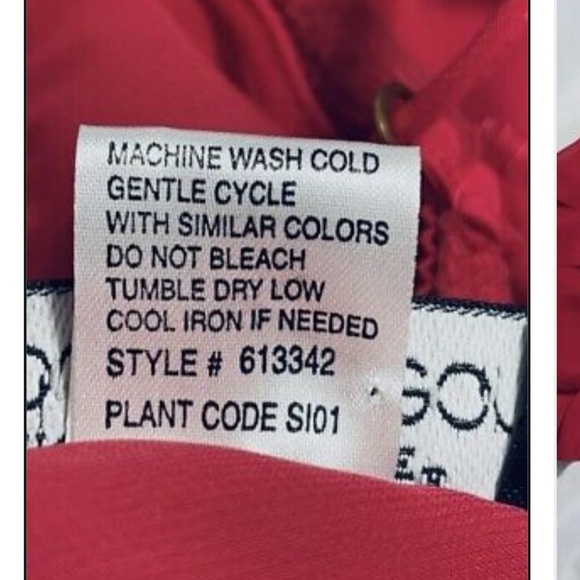 MACHINE WASH COLD
GENTLE CYCLE
WITH SIMILAR COLORS
DO NOT BLEACH
TUMBLE DRY LOW
COOL IRON IF NEEDED
STYLE # 613342
PLANT CODE SI01